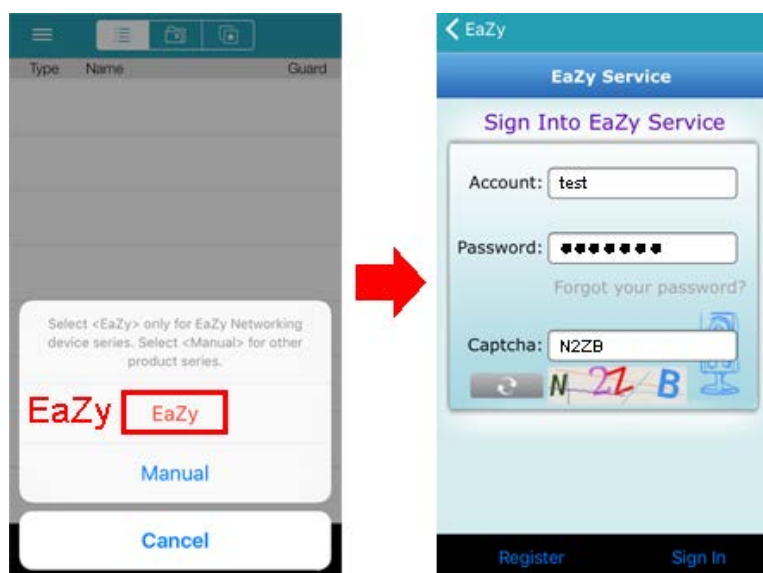 Type Name Guard
Select <EaZy> only for EaZy Networking
device series. Select <Manual> for other
product series.
EaZy EaZy
Manual
Cancel
EaZy
EaZy Service
Sign Into EaZy Service
Account: test
Password: ●●●●●●●
Forgot your password?
Captcha: N2ZB
N 2Z B
Register Sign In